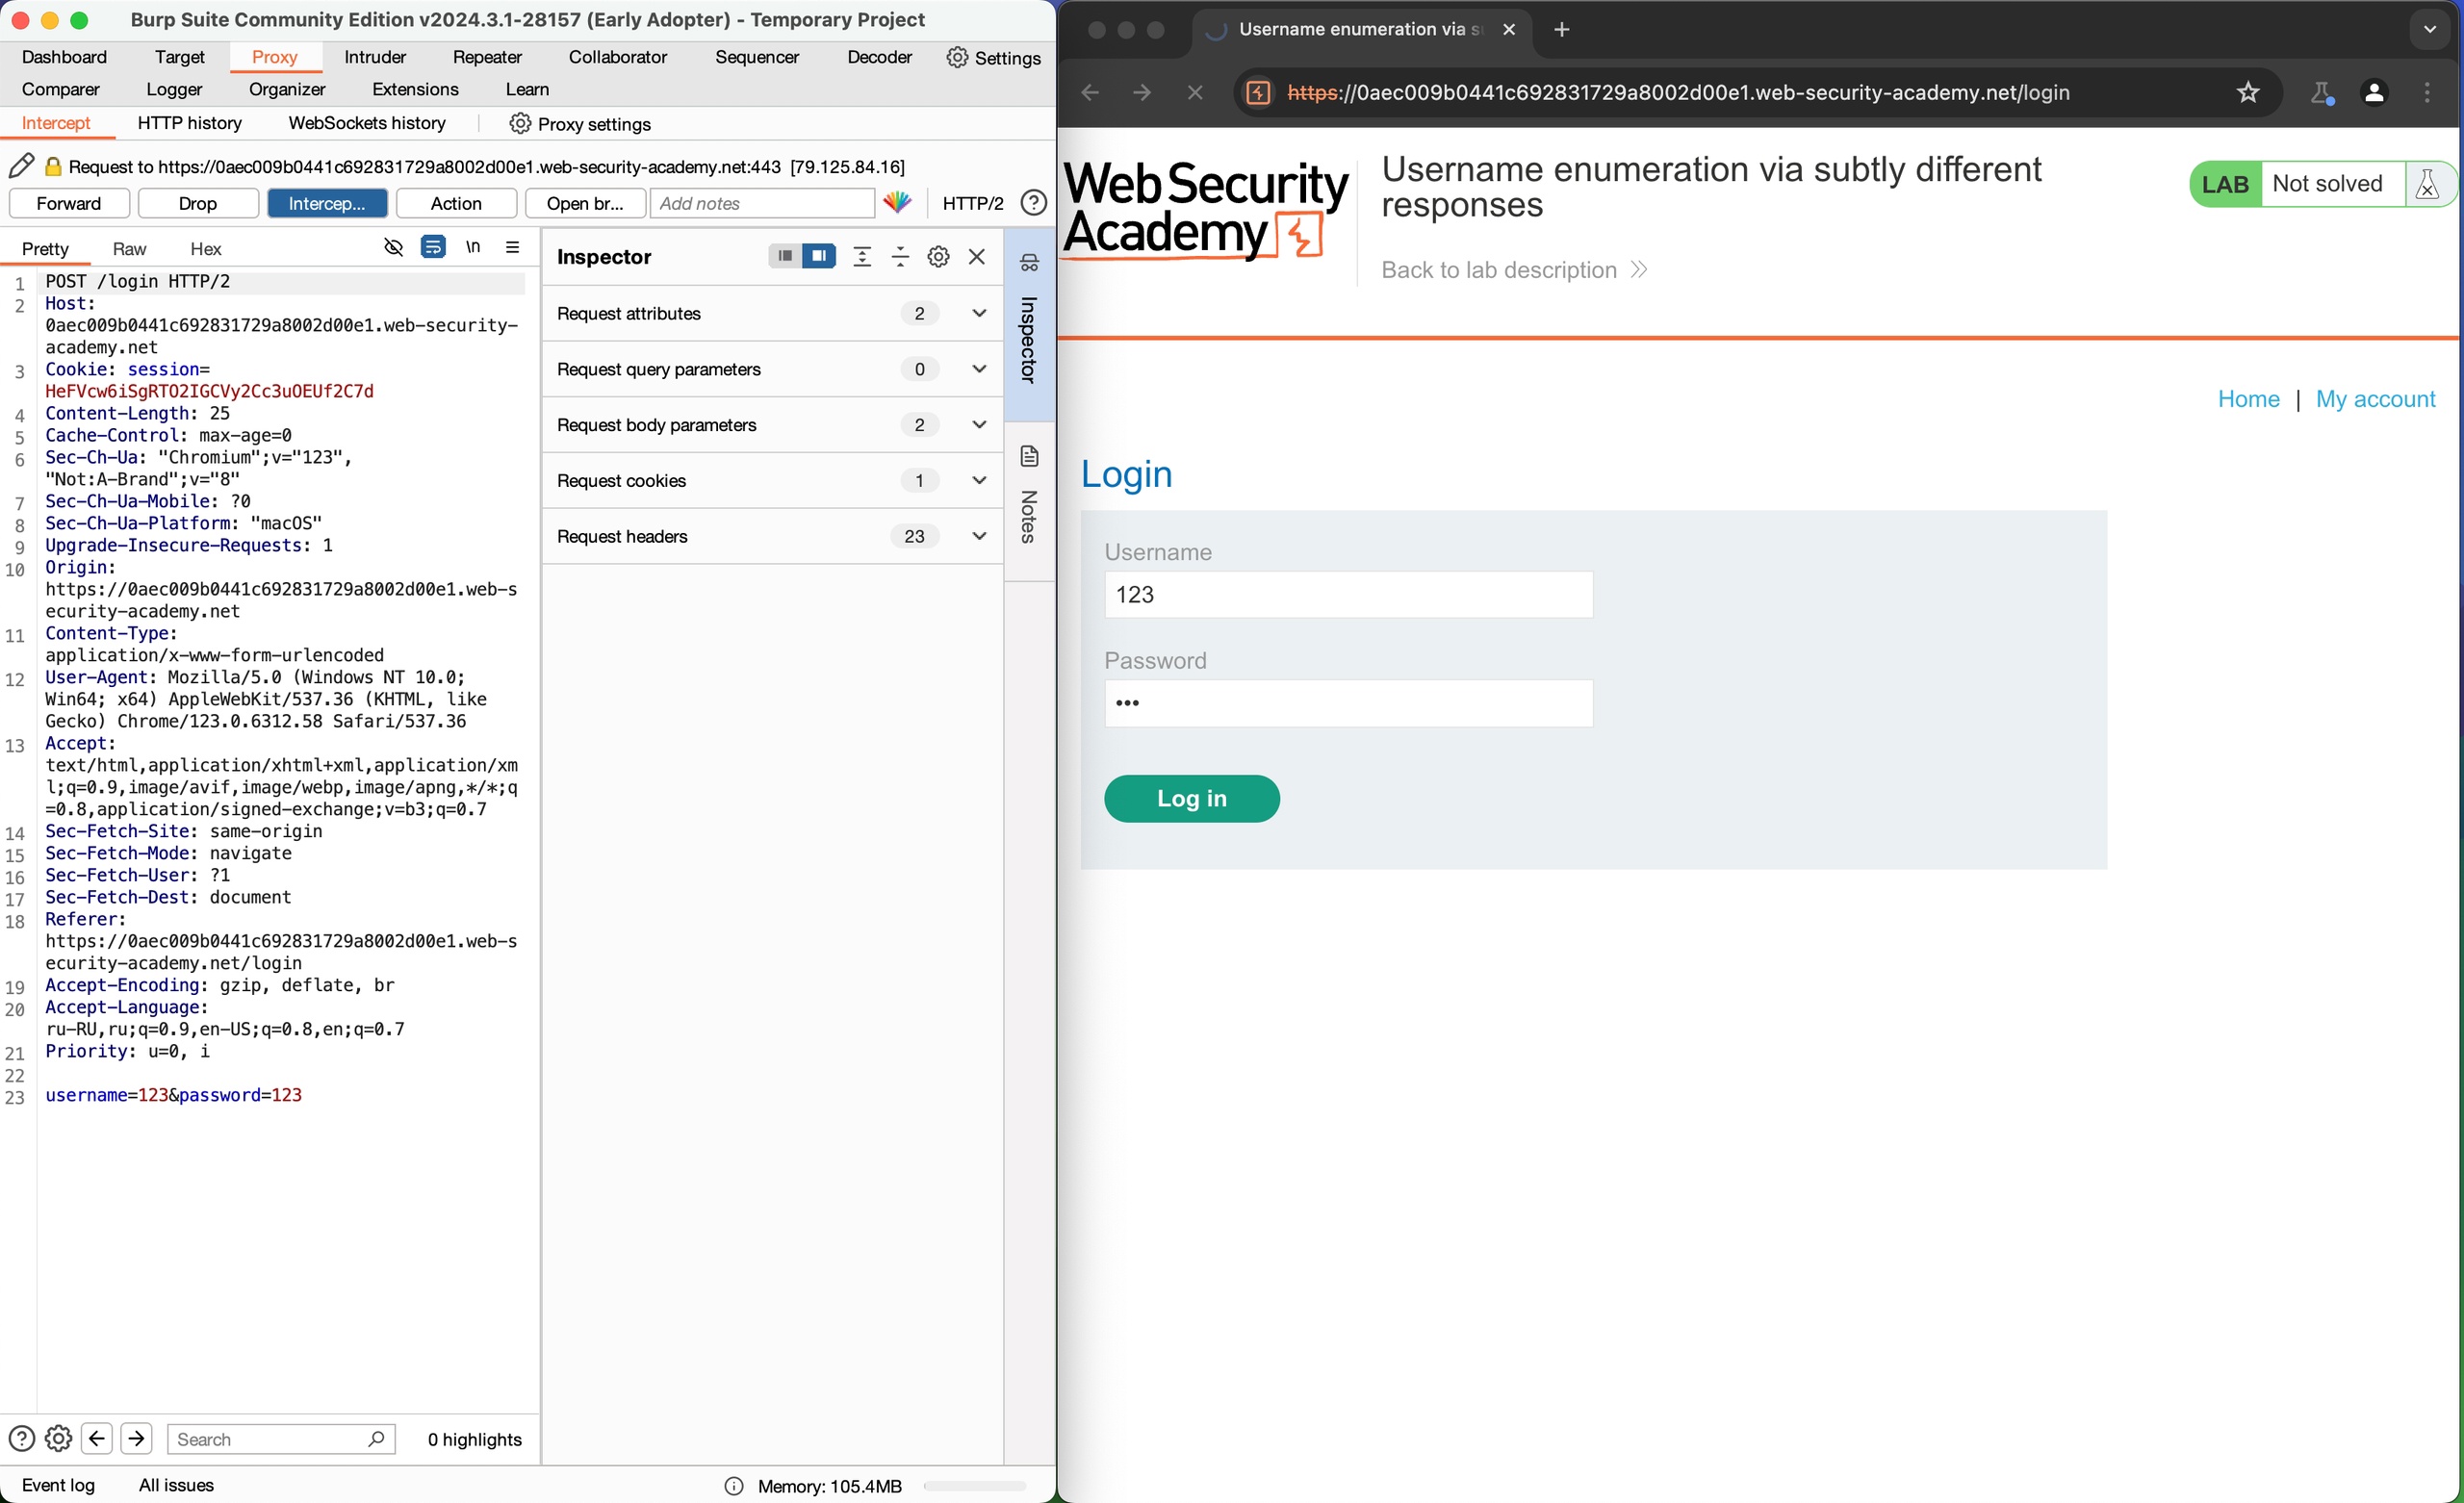 Burp Suite Community Edition v2024.3.1-28157 (Early Adopter) - Temporary Project
Dashboard Target Proxy Intruder Repeater Collaborator Sequencer Decoder Settings
Comparer Logger Organizer Extensions Learn
Intercept HTTP history WebSockets history Proxy settings
Request to https://0aec009b0441c692831729a8002d00e1.web-security-academy.net:443 [79.125.84.16]
Forward Drop Intercep... Action Open br... Add notes HTTP/2
Pretty Raw Hex \n
1 POST /login HTTP/2
2 Host:
0aec009b0441c692831729a8002d00e1.web-security-
academy.net
3 Cookie: session=
HeFVcw6iSgRTO2IGCVy2Cc3uOEUf2C7d
4 Content-Length: 25
5 Cache-Control: max-age=0
6 Sec-Ch-Ua: "Chromium";v="123",
"Not:A-Brand";v="8"
7 Sec-Ch-Ua-Mobile: ?0
8 Sec-Ch-Ua-Platform: "macOS"
9 Upgrade-Insecure-Requests: 1
10 Origin:
https://0aec009b0441c692831729a8002d00e1.web-s
ecurity-academy.net
11 Content-Type:
application/x-www-form-urlencoded
12 User-Agent: Mozilla/5.0 (Windows NT 10.0;
Win64; x64) AppleWebKit/537.36 (KHTML, like
Gecko) Chrome/123.0.6312.58 Safari/537.36
13 Accept:
text/html,application/xhtml+xml,application/xm
l;q=0.9,image/avif,image/webp,image/apng,*/*;q
=0.8,application/signed-exchange;v=b3;q=0.7
14 Sec-Fetch-Site: same-origin
15 Sec-Fetch-Mode: navigate
16 Sec-Fetch-User: ?1
17 Sec-Fetch-Dest: document
18 Referer:
https://0aec009b0441c692831729a8002d00e1.web-s
ecurity-academy.net/login
19 Accept-Encoding: gzip, deflate, br
20 Accept-Language:
ru-RU,ru;q=0.9,en-US;q=0.8,en;q=0.7
21 Priority: u=0, i
22
23 username=123&password=123
Search 0 highlights
Event log All issues Memory: 105.4MB
Inspector
Request attributes 2
Request query parameters 0
Request body parameters 2
Request cookies 1
Request headers 23
Inspector
Notes
Username enumeration via s
https://0aec009b0441c692831729a8002d00e1.web-security-academy.net/login
Web Security
Academy
Username enumeration via subtly different
responses
Back to lab description
LAB Not solved
Home | My account
Login
Username
123
Password
•••
Log in